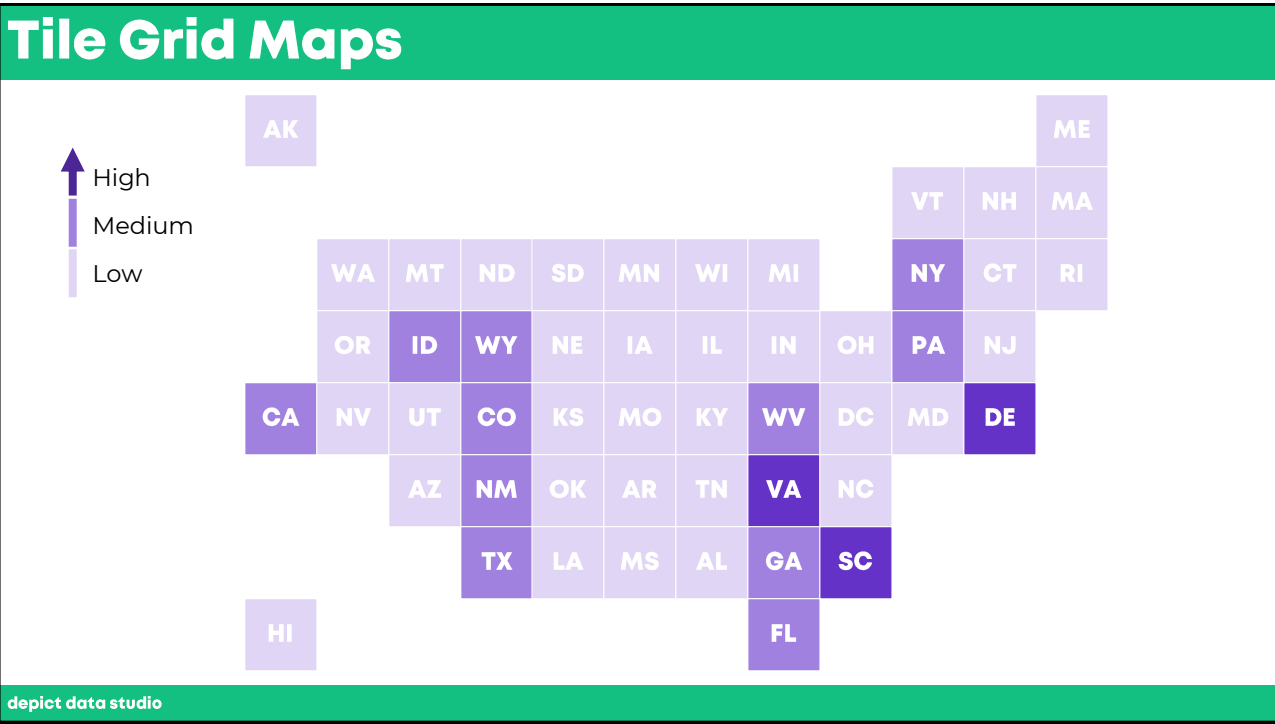 Tile Grid Maps
AK ME
High
VT NH MA
Medium
WA MT ND SD MN WI MI NY CT RI
Low
OR ID WY NE IA IL IN OH PA NJ
CA NV UT CO KS MO KY WV DC MD DE
AZ NM OK AR TN VA NC
TX LA MS AL GA SC
HI FL
depict data studio